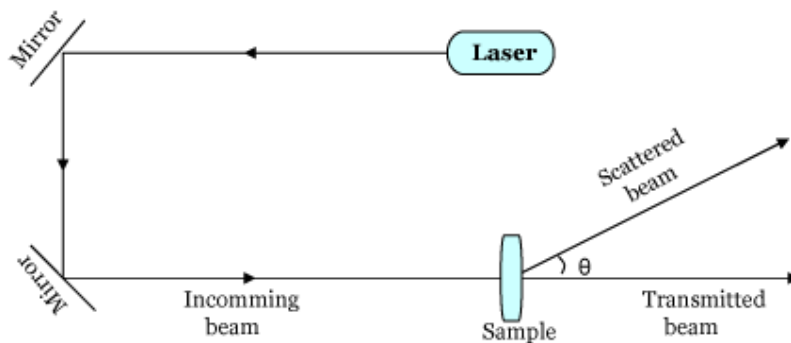 Mirror
Laser
Scattered
beam
θ
Mirror
Incomming
beam
Sample
Transmitted
beam